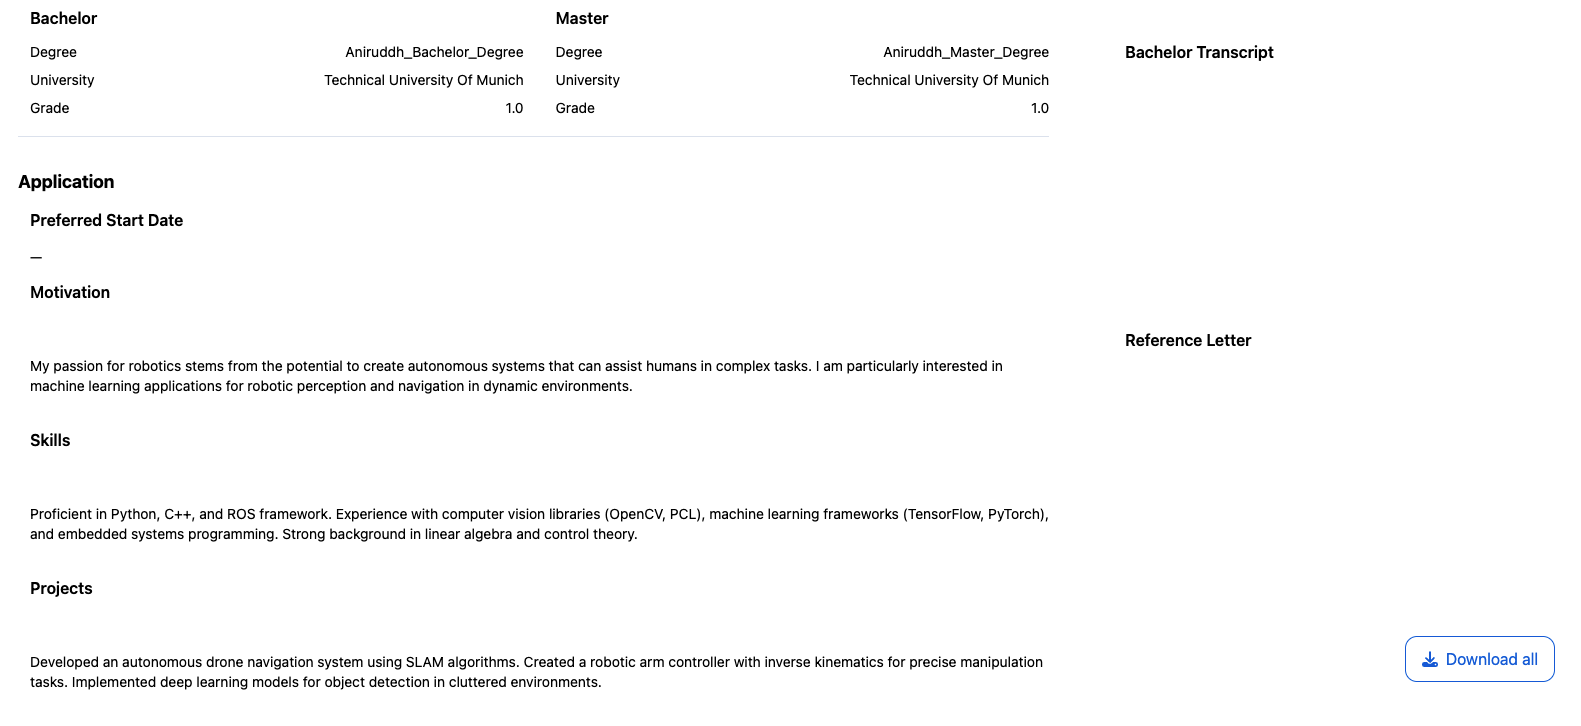 Bachelor
Degree Aniruddh_Bachelor_Degree
University Technical University Of Munich
Grade 1.0
Master
Degree Aniruddh_Master_Degree
University Technical University Of Munich
Grade 1.0
Application
Preferred Start Date
—
Motivation
My passion for robotics stems from the potential to create autonomous systems that can assist humans in complex tasks. I am particularly interested in
machine learning applications for robotic perception and navigation in dynamic environments.
Skills
Proficient in Python, C++, and ROS framework. Experience with computer vision libraries (OpenCV, PCL), machine learning frameworks (TensorFlow, PyTorch),
and embedded systems programming. Strong background in linear algebra and control theory.
Projects
Developed an autonomous drone navigation system using SLAM algorithms. Created a robotic arm controller with inverse kinematics for precise manipulation
tasks. Implemented deep learning models for object detection in cluttered environments.
Bachelor Transcript
Reference Letter
Download all